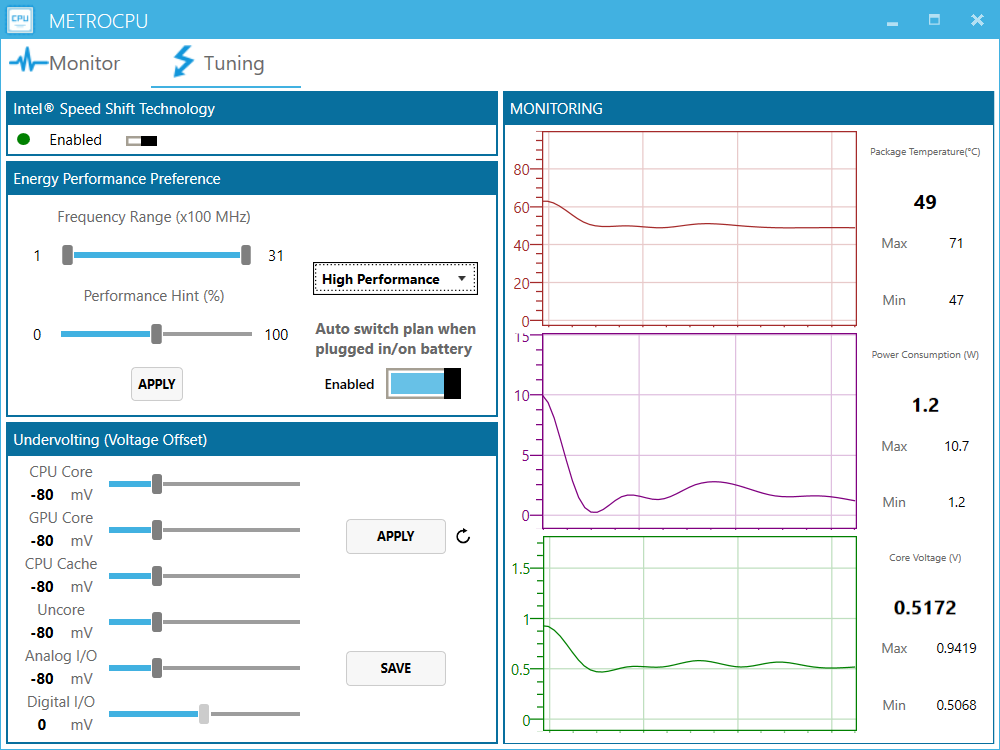 CPU METROCPU
Monitor Tuning
Intel® Speed Shift Technology
Enabled
Energy Performance Preference
Frequency Range (x100 MHz)
1 31
High Performance
Performance Hint (%)
0 100
Auto switch plan when
plugged in/on battery
APPLY
Enabled
Undervolting (Voltage Offset)
CPU Core
-80 mV
GPU Core
-80 mV
CPU Cache
-80 mV
Uncore
-80 mV
Analog I/O
-80 mV
Digital I/O
0 mV
APPLY
SAVE
MONITORING
80
60
40
20
0
Package Temperature(°C)
49
Max 71
Min 47
15
10
5
0
Power Consumption (W)
1.2
Max 10.7
Min 1.2
1.5
1
0.5
0
Core Voltage (V)
0.5172
Max 0.9419
Min 0.5068